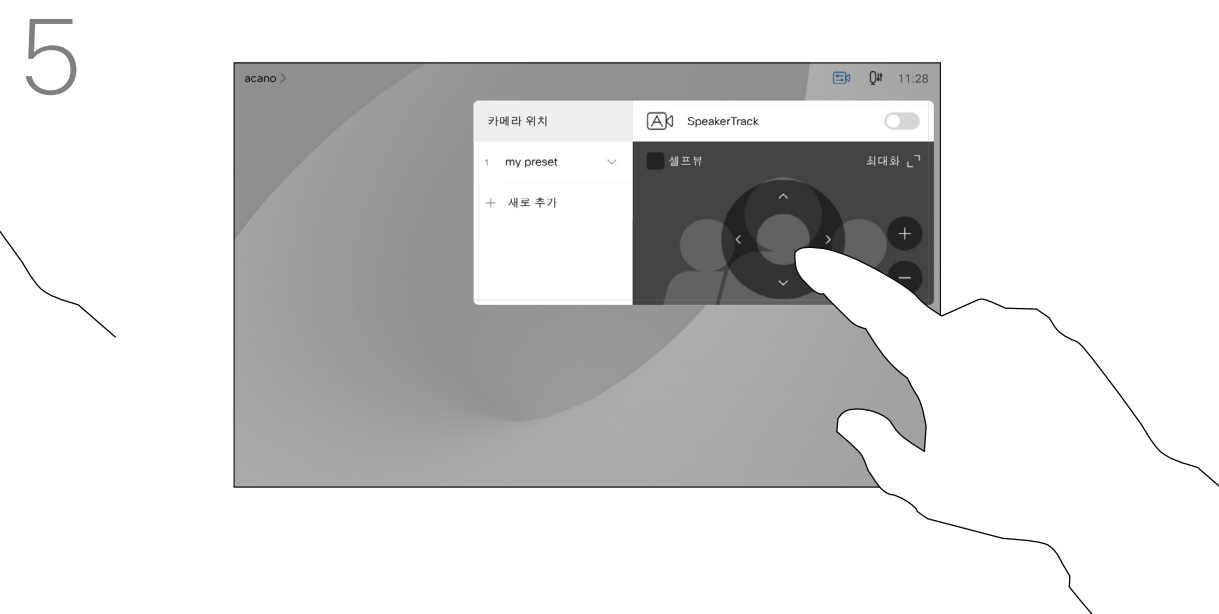 5
acano >
11:28
카메라 위치
SpeakerTrack
1 my preset
셀프뷰
최대화
+ 새로 추가